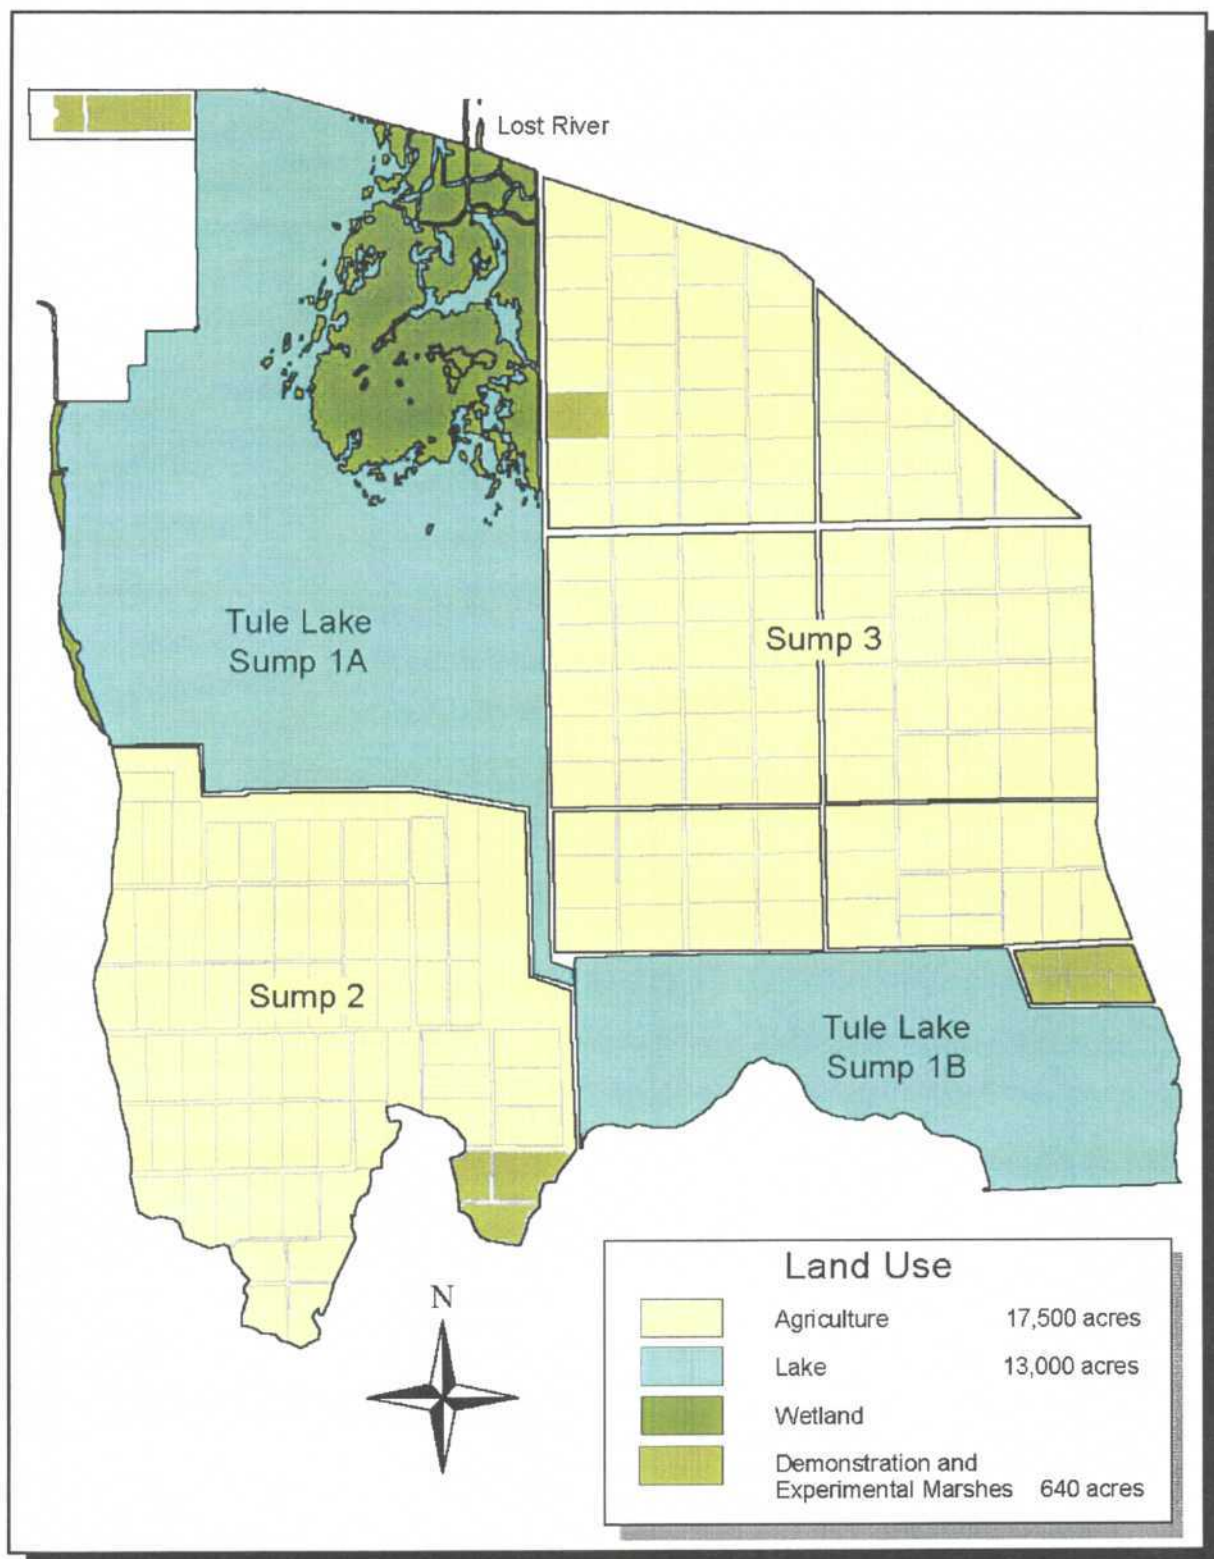 Lost River
Tule Lake
Sump 1A
Sump 3
Sump 2
Tule Lake
Sump 1B
N
Land Use
Agriculture 17,500 acres
Lake 13,000 acres
Wetland
Demonstration and
Experimental Marshes 640 acres